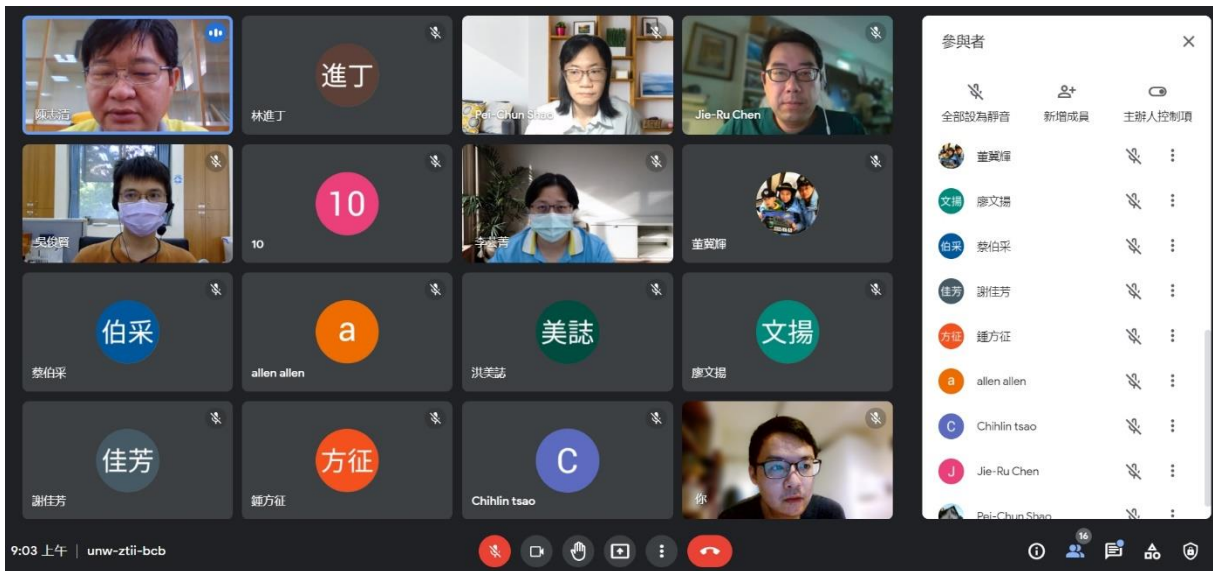 陳志清
進丁
林進丁
Pei-Chun Shao
Jie-Ru Chen
吳俊賢
10
10
董冀輝
伯采
蔡伯采
a
allen allen
美誌
洪美誌
文揚
廖文揚
佳芳
謝佳芳
方征
鍾方征
C
Chihlin tsao
你
參與者
全部設為靜音
新增成員
主辦人控制項
董冀輝
文揚 廖文揚
伯采 蔡伯采
佳芳 謝佳芳
方征 鍾方征
a allen allen
C Chihlin tsao
J Jie-Ru Chen
Pei-Chun Shao
9:03 上午 | unw-ztii-bcb
16